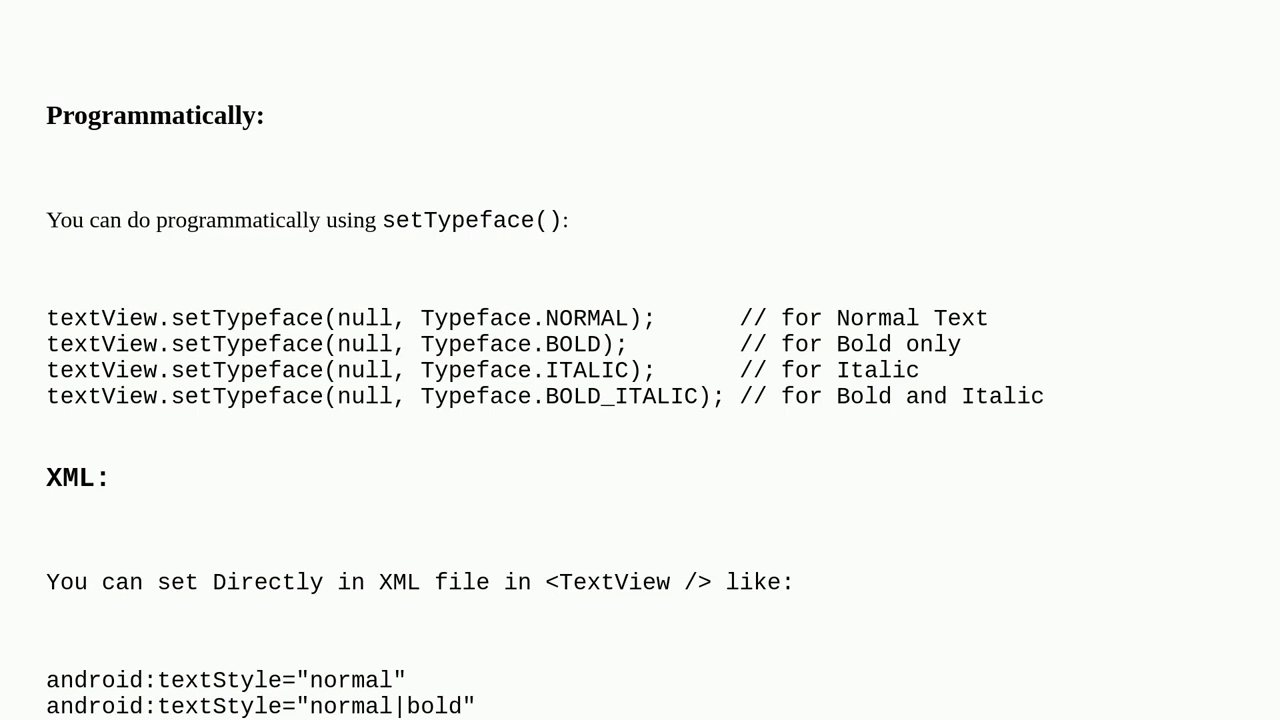 Programmatically:
You can do programmatically using setTypeface():
textView.setTypeface(null, Typeface.NORMAL);      // for Normal Text
textView.setTypeface(null, Typeface.BOLD);        // for Bold only
textView.setTypeface(null, Typeface.ITALIC);      // for Italic
textView.setTypeface(null, Typeface.BOLD_ITALIC); // for Bold and Italic
XML:
You can set Directly in XML file in <TextView /> like:
android:textStyle="normal"
android:textStyle="normal|bold"